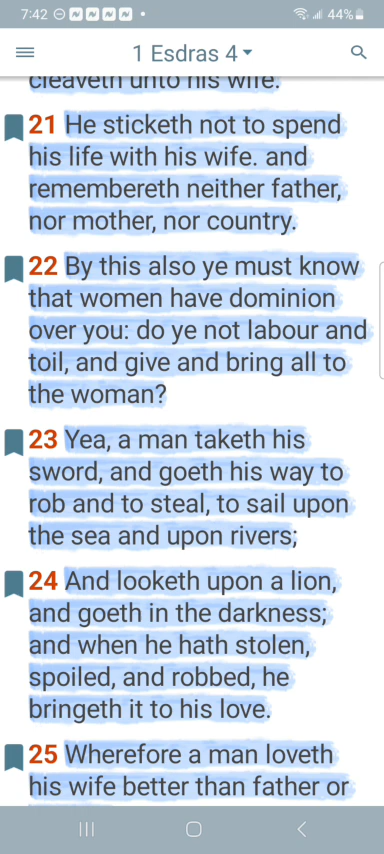 7:42
44%
1 Esdras 4
cleaveth unto his wife.
21 He sticketh not to spend
his life with his wife. and
remembereth neither father,
nor mother, nor country.
22 By this also ye must know
that women have dominion
over you: do ye not labour and
toil, and give and bring all to
the woman?
23 Yea, a man taketh his
sword, and goeth his way to
rob and to steal, to sail upon
the sea and upon rivers;
24 And looketh upon a lion,
and goeth in the darkness;
and when he hath stolen,
spoiled, and robbed, he
bringeth it to his love.
25 Wherefore a man loveth
his wife better than father or